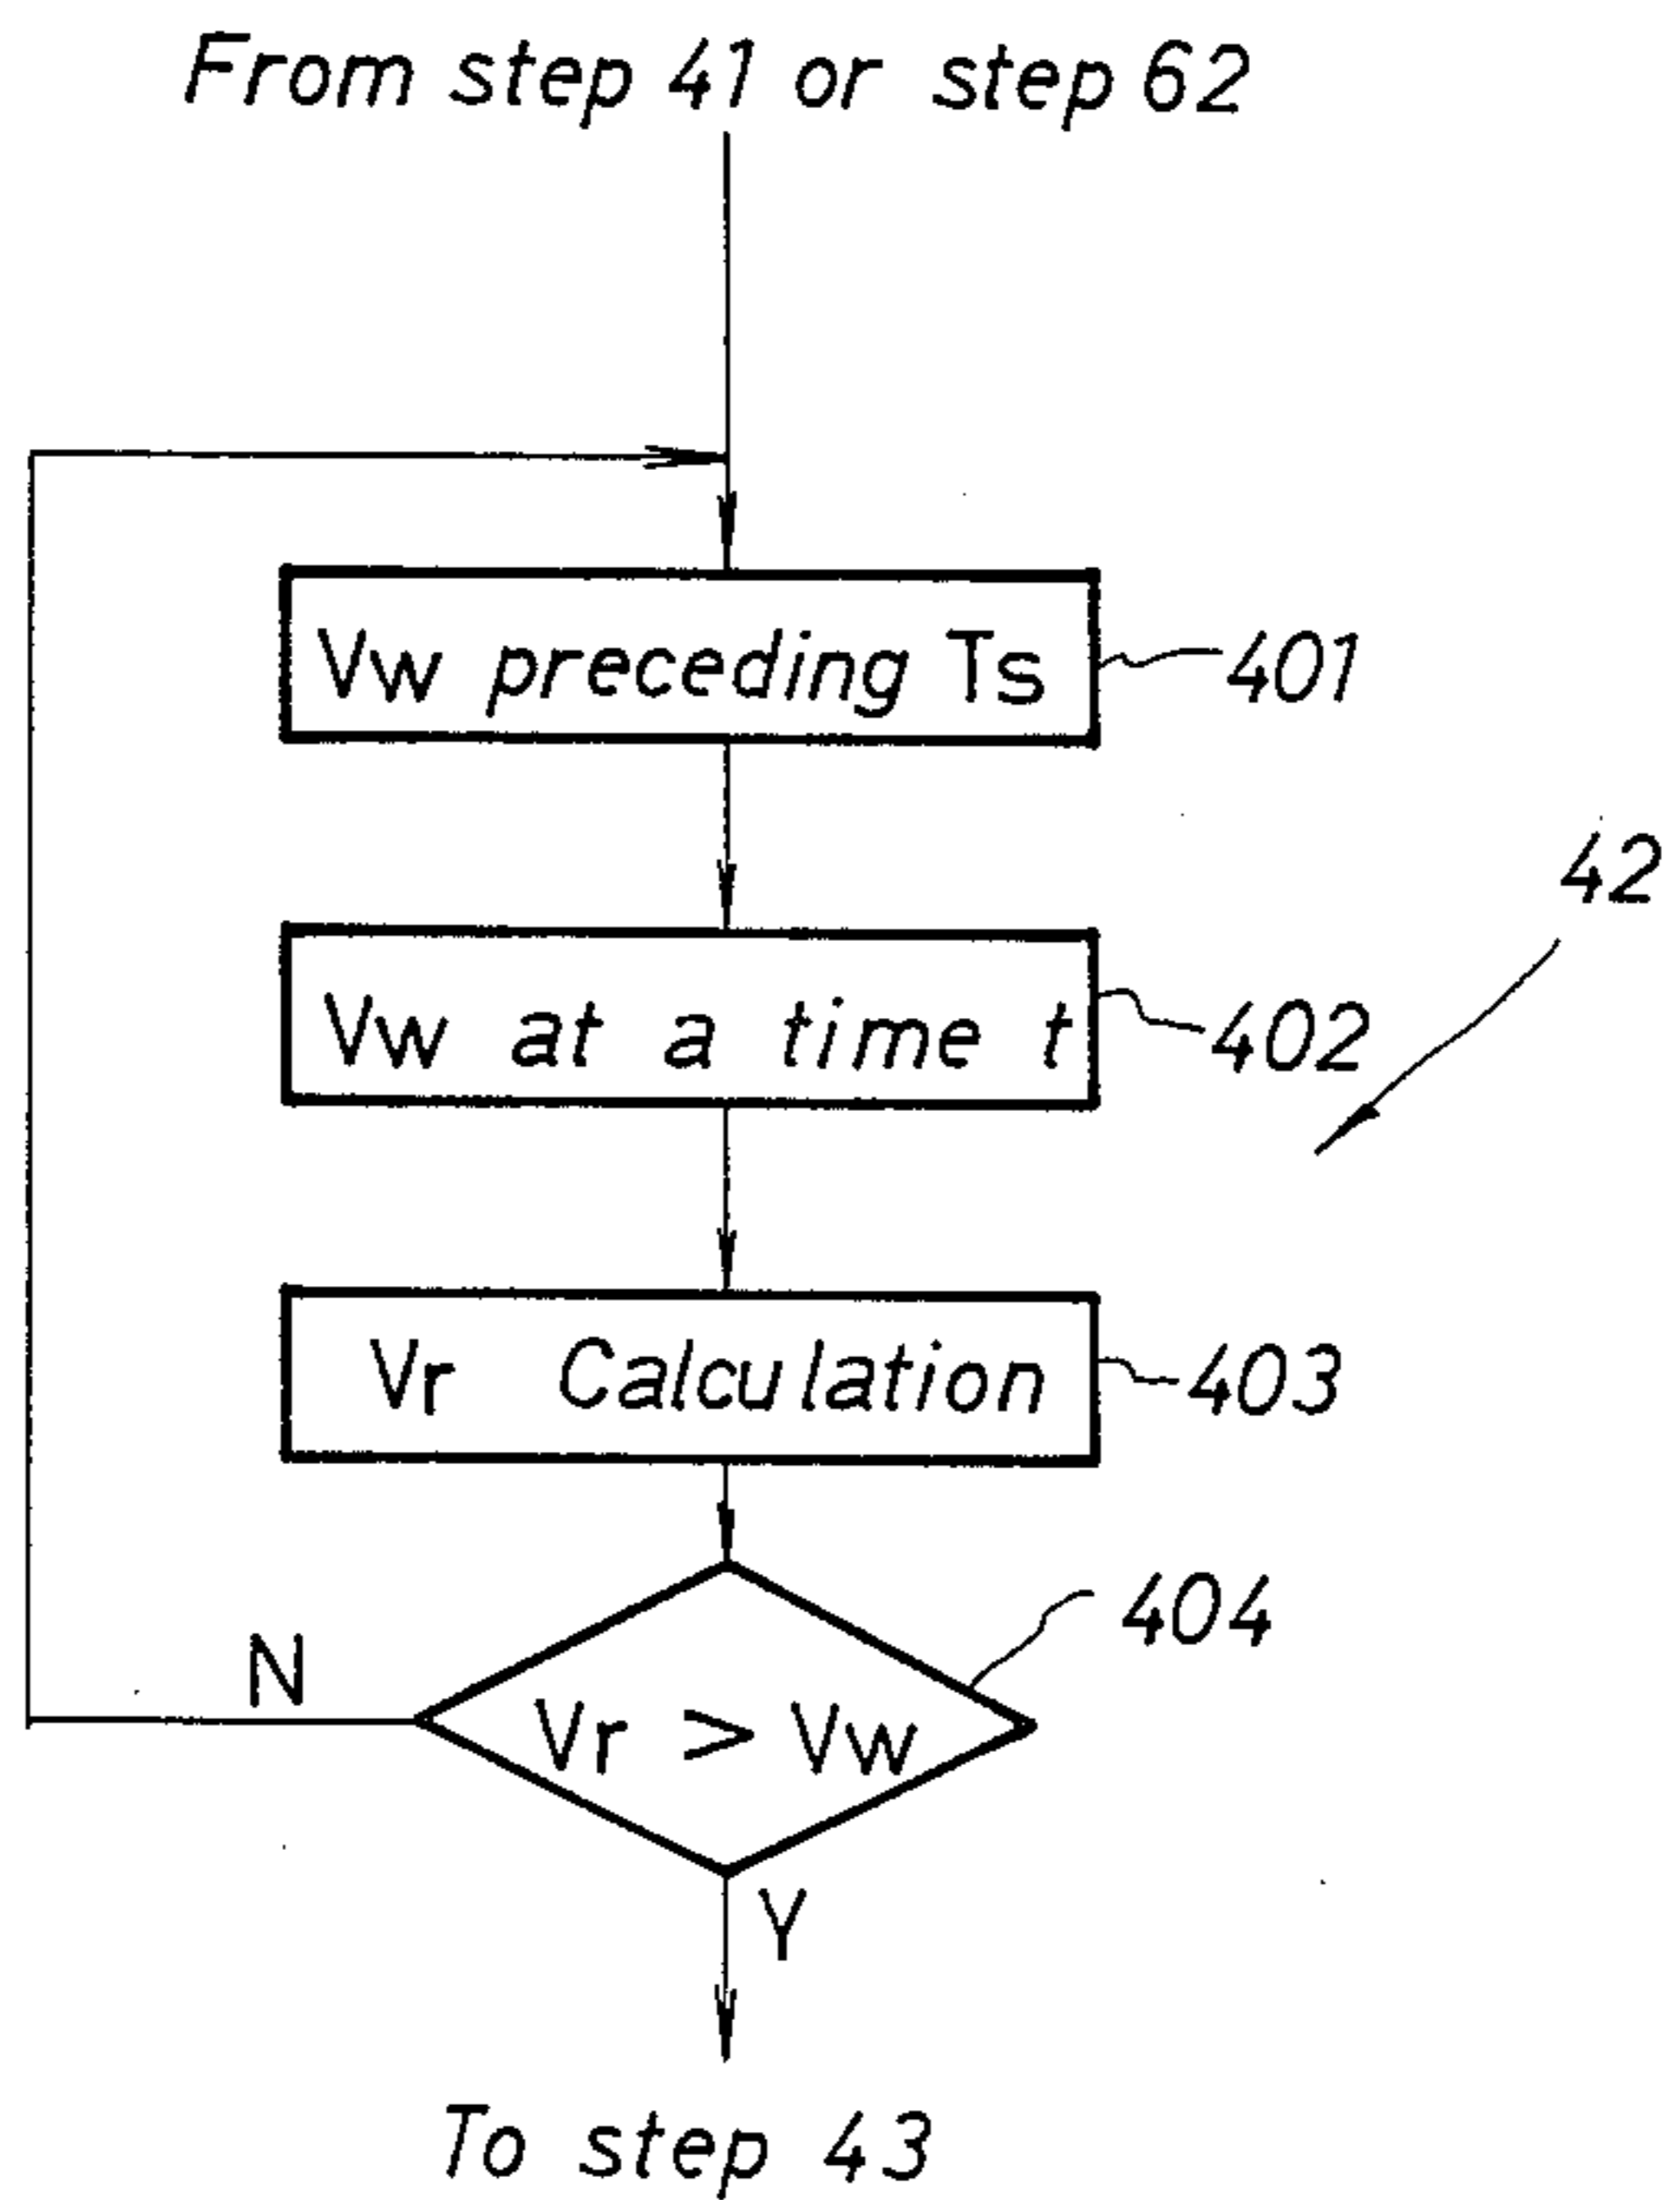 From step 41 or step 62
Vw preceding Ts
401
42
Vw at a time t
402
Vr Calculation
403
404
N
Vr > Vw
Y
To step 43